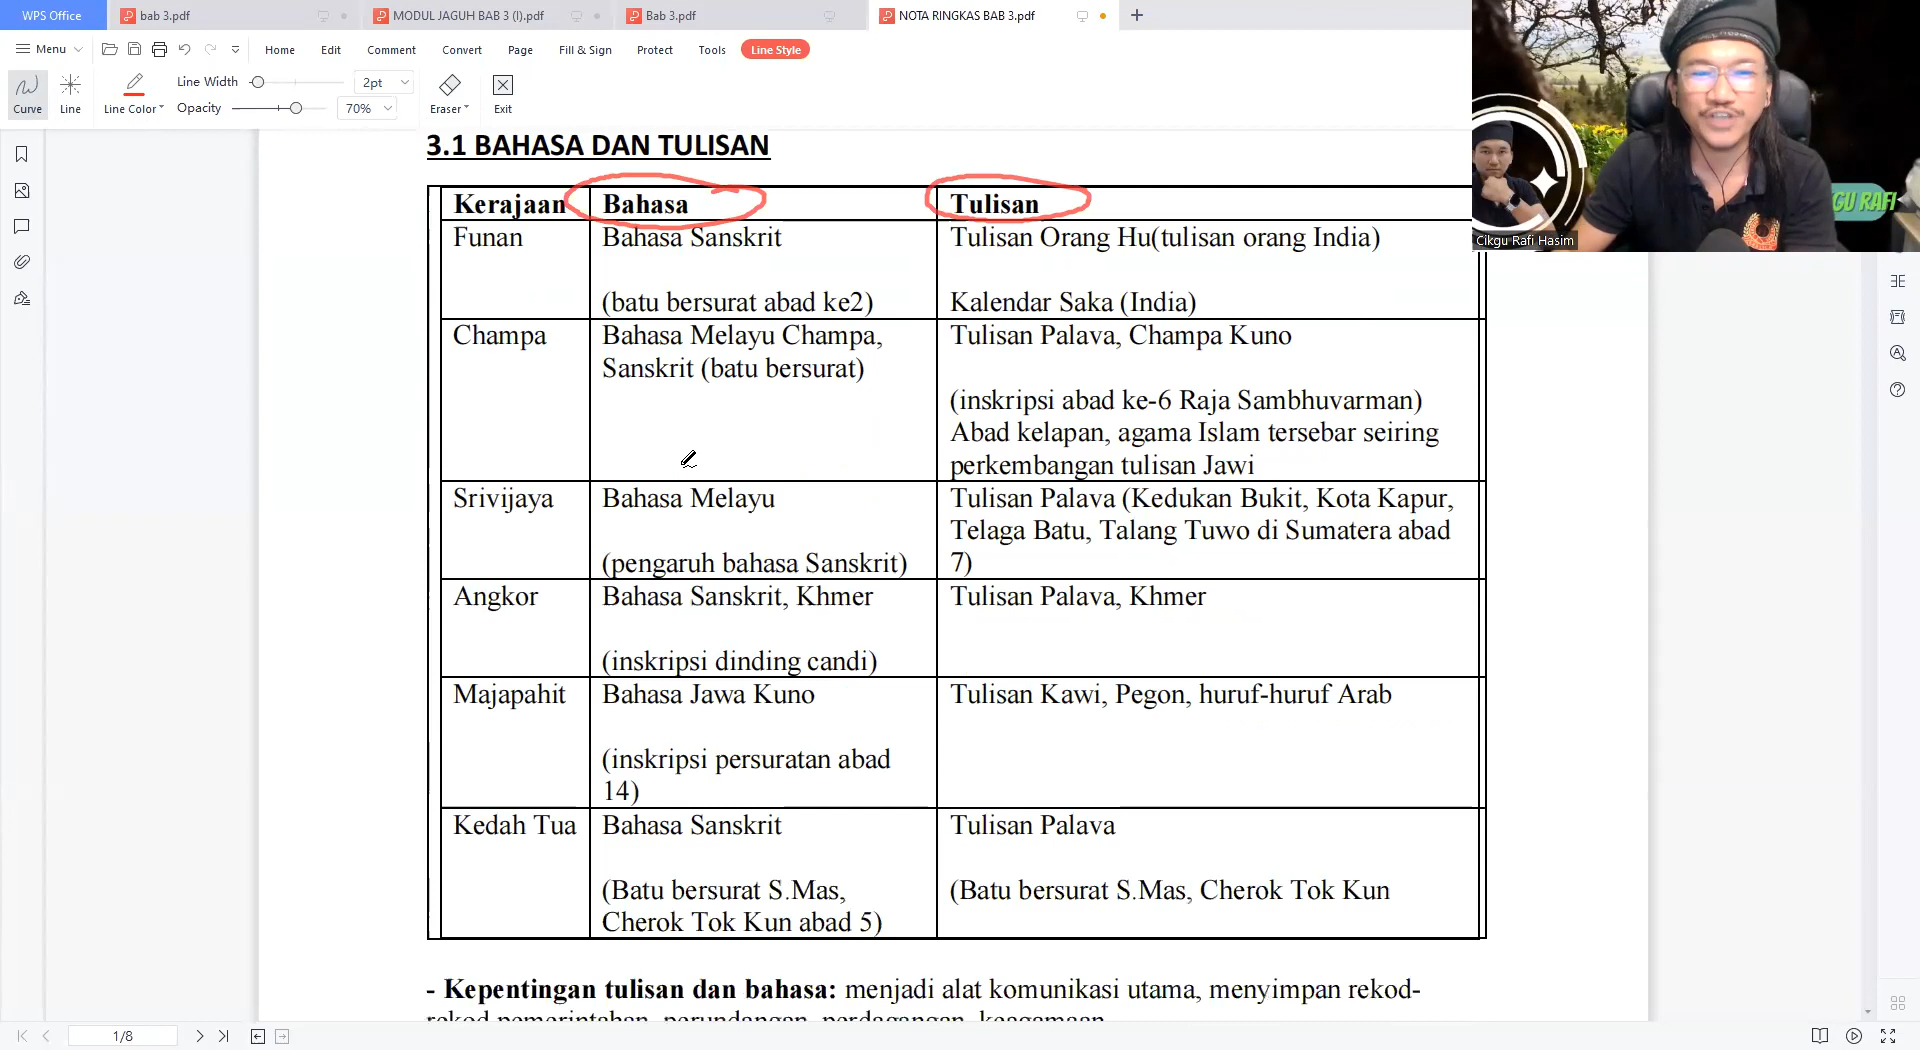 WPS Office
bab 3.pdf
MODUL JAGUH BAB 3 (I).pdf
Bab 3.pdf
NOTA RINGKAS BAB 3.pdf
Menu
Home
Edit
Comment
Convert
Page
Fill & Sign
Protect
Tools
Line Style
Curve
Line
Line Color
Line Width
2pt
Opacity
70%
Eraser
Exit
GU RAFI
Cikgu Rafi Hasim
3.1 BAHASA DAN TULISAN
Kerajaan
Bahasa
Tulisan
Funan
Bahasa Sanskrit
(batu bersurat abad ke2)
Tulisan Orang Hu(tulisan orang India)
Kalendar Saka (India)
Champa
Bahasa Melayu Champa,
Sanskrit (batu bersurat)
Tulisan Palava, Champa Kuno
(inskripsi abad ke-6 Raja Sambhuvarman)
Abad kelapan, agama Islam tersebar seiring
perkembangan tulisan Jawi
Srivijaya
Bahasa Melayu
(pengaruh bahasa Sanskrit)
Tulisan Palava (Kedukan Bukit, Kota Kapur,
Telaga Batu, Talang Tuwo di Sumatera abad
7)
Angkor
Bahasa Sanskrit, Khmer
(inskripsi dinding candi)
Tulisan Palava, Khmer
Majapahit
Bahasa Jawa Kuno
(inskripsi persuratan abad
14)
Tulisan Kawi, Pegon, huruf-huruf Arab
Kedah Tua
Bahasa Sanskrit
(Batu bersurat S.Mas,
Cherok Tok Kun abad 5)
Tulisan Palava
(Batu bersurat S.Mas, Cherok Tok Kun
- Kepentingan tulisan dan bahasa: menjadi alat komunikasi utama, menyimpan rekod-
rekod pemerintahan, perundangan, perdagangan, keagamaan
1/8